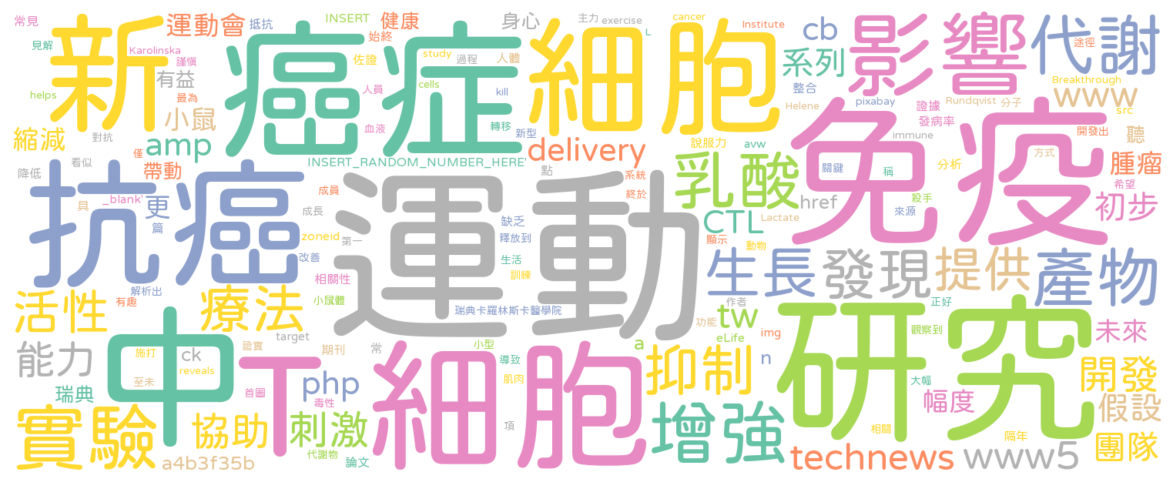 常見
運動會
INSERT
抵抗
健康
身心
主力
exercise
L
cancer
Institute
cb
影響
代謝
途徑
見解
新
Karolinska
謹慎
癌症
始終
佐證
study
過程
人體
細胞
系列
整合
www
Breakthrough
有益
helps
最為
小鼠
人員
cells
kill
pixabay
Helene
證據
Rundqvist
分子
src
發病率
縮減
對抗
amp
僅
血液
轉移
新型
說服力
avw
immune
開發出
聽
看似
帶動
INSERT_RANDOM_NUMBER_HERE'
delivery
點
系統
乳酸
關鍵
稱
免疫
分析
方式
腫瘤
希望
降低
抗癌
_blank'
具
更
篇
成員
成長
運動
缺乏
終於
CTL
Lactate
href
殺手
來源
初步
zoneid
第一
釋放到
顯示
動物
改善
生活
生長
發現
提供
產物
解析出
相關性
訓練
有趣
小鼠體
瑞典卡羅林斯卡醫學院
作者
tw
正好
活性
療法
中
功能
eLife
img
研究
觀察到
未來
能力
施打
ck
證實
target
期刊
常
小型
a
抑制
n
瑞典
至未
reveals
首圖
php
T細胞
導致
肌肉
大幅
開發
幅度
假設
實驗
毒性
協助
刺激
代謝物
論文
項
增強
相關
隔年
團隊
a4b3f35b
technews
www5